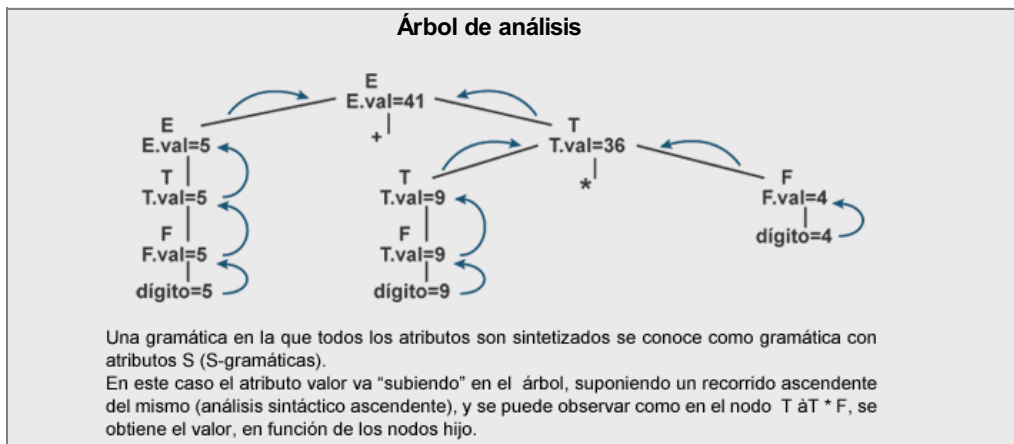 Árbol de análisis
E
E.val=41
+
E
E.val=5
T
T.val=5
F
F.val=5
dígito=5
T
T.val=36
*
T
T.val=9
F
T.val=9
dígito=9
F
F.val=4
dígito=4
Una gramática en la que todos los atributos son sintetizados se conoce como gramática con
atributos S (S-gramáticas).
En este caso el atributo valor va “subiendo” en el árbol, suponiendo un recorrido ascendente
del mismo (análisis sintáctico ascendente), y se puede observar como en el nodo T àT * F, se
obtiene el valor, en función de los nodos hijo.